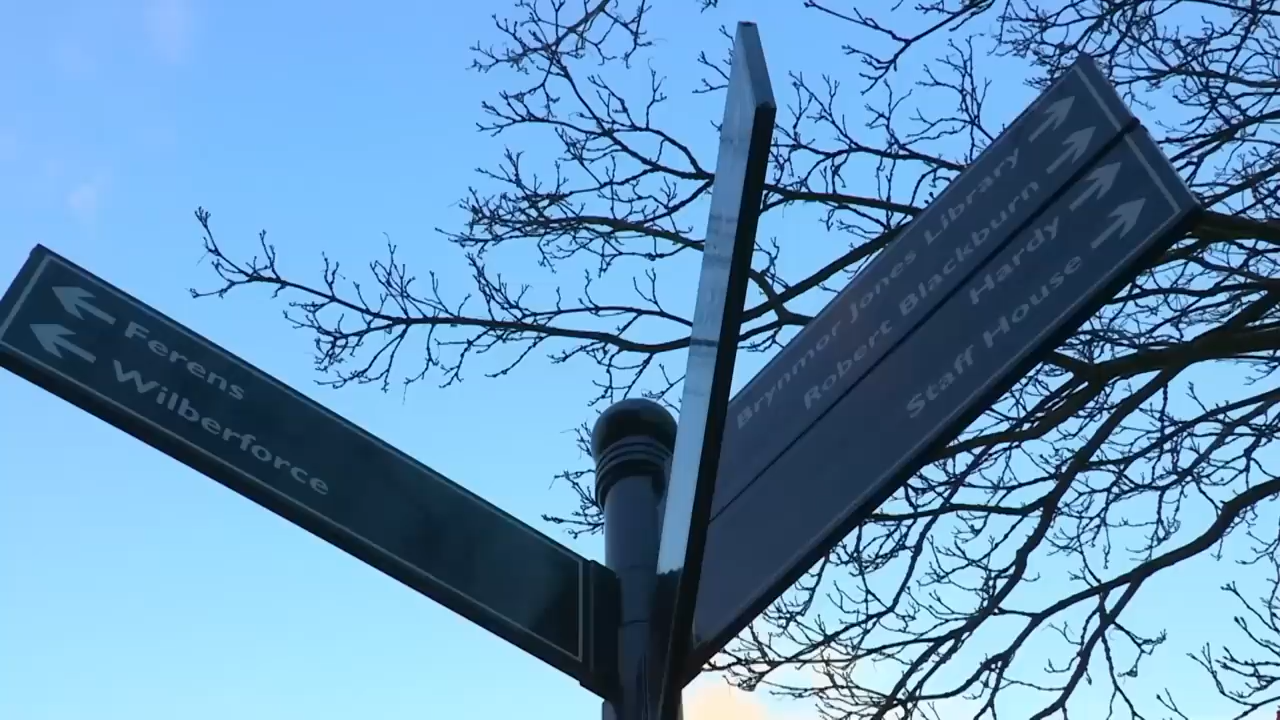 Ferens
Wilberforce
Brynmor Jones Library
Robert Blackburn
Hardy
Staff House